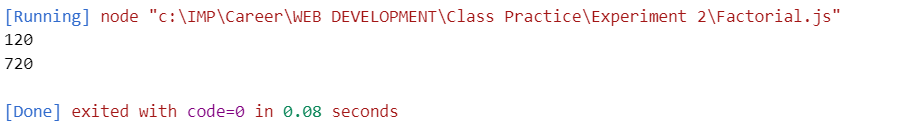 [Running] node "c:\IMP\Career\WEB DEVELOPMENT\Class Practice\Experiment 2\Factorial.js"
120
720
[Done] exited with code=0 in 0.08 seconds